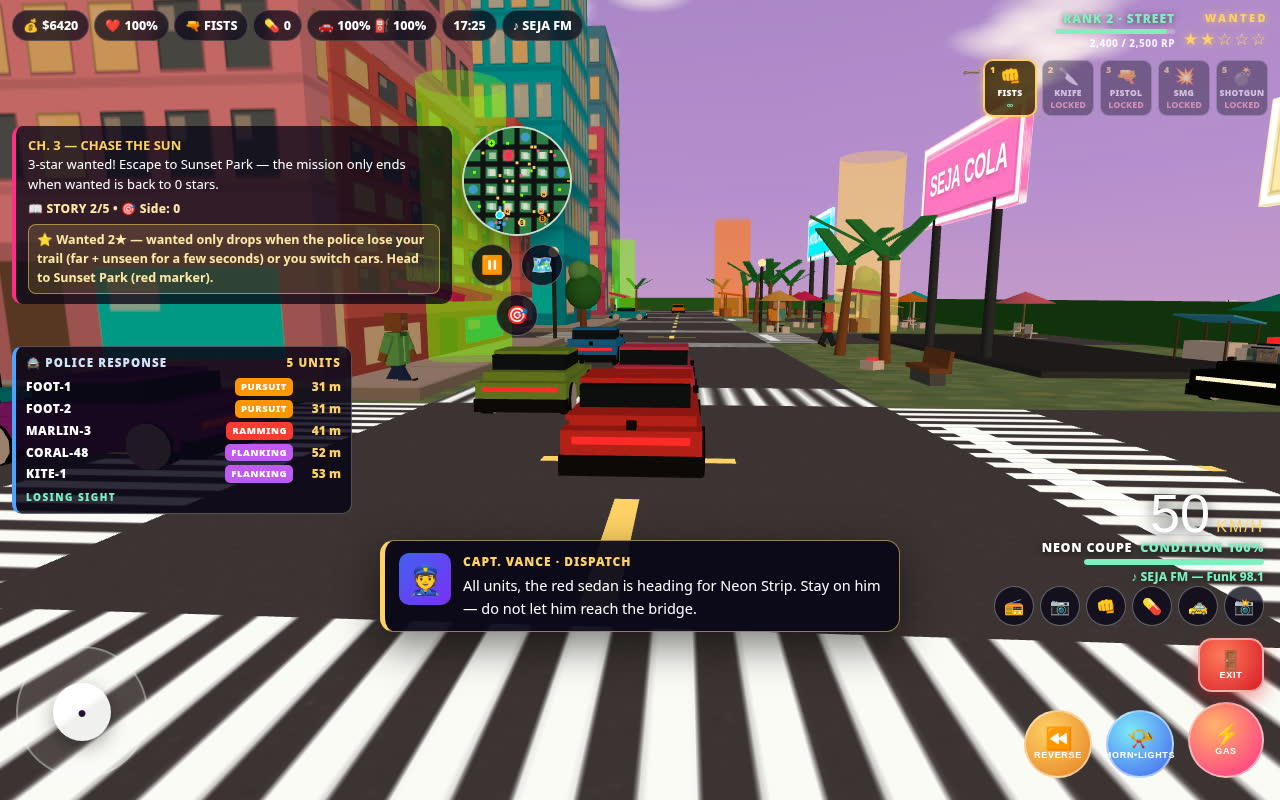 $6420
100%
FISTS
0
100% 100%
17:25
♪ SEJA FM
RANK 2 · STREET
2,400 / 2,500 RP
WANTED
★★☆☆☆
1
FISTS
∞
2
KNIFE
LOCKED
3
PISTOL
LOCKED
4
SMG
LOCKED
5
SHOTGUN
LOCKED
CH. 3 — CHASE THE SUN
3-star wanted! Escape to Sunset Park — the mission only ends
when wanted is back to 0 stars.
STORY 2/5 • Side: 0
Wanted 2★ — wanted only drops when the police lose your
trail (far + unseen for a few seconds) or you switch cars. Head
to Sunset Park (red marker).
SEJA COLA
POLICE RESPONSE 5 UNITS
FOOT-1 PURSUIT 31 m
FOOT-2 PURSUIT 31 m
MARLIN-3 RAMMING 41 m
CORAL-48 FLANKING 52 m
KITE-1 FLANKING 53 m
LOSING SIGHT
CAPT. VANCE · DISPATCH
All units, the red sedan is heading for Neon Strip. Stay on him
— do not let him reach the bridge.
50 KM/H
NEON COUPE CONDITION 100%
♪ SEJA FM — Funk 98.1
EXIT
REVERSE
HORN•LIGHTS
GAS